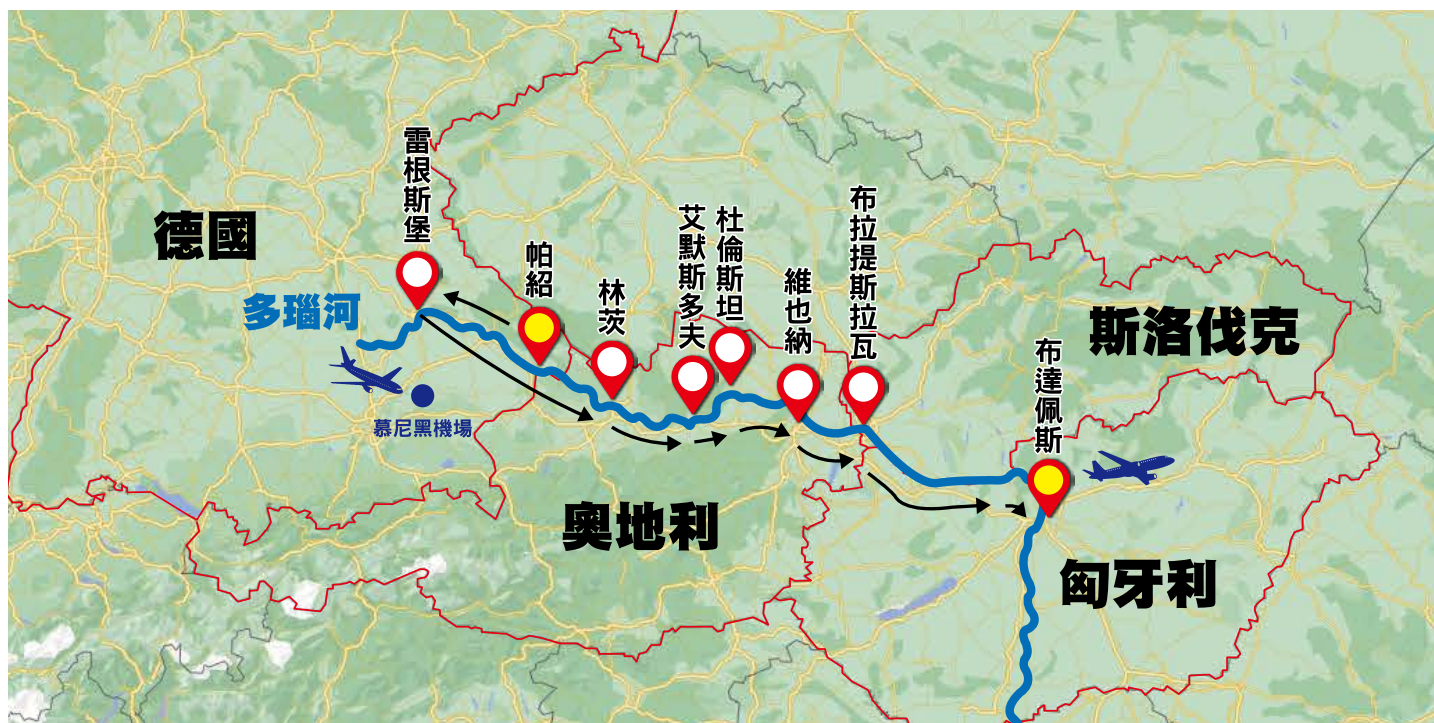 德國
多瑙河
慕尼黑機場
雷根斯堡
帕紹
林茨
艾默斯多夫
杜倫斯坦
維也納
布拉提斯拉瓦
布達佩斯
斯洛伐克
奧地利
匈牙利